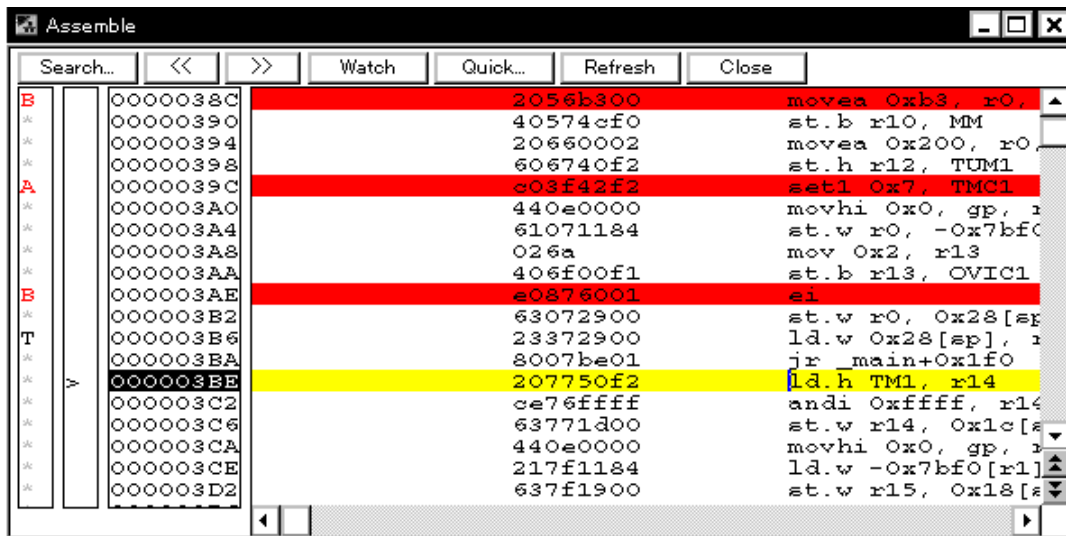 Assemble
Search... << >> Watch Quick... Refresh Close
B 0000038C 2056b300 movea 0xb3, r0,
* 00000390 40574cf0 st.b r10, MM
* 00000394 20660002 movea 0x200, r0,
* 00000398 606740f2 st.h r12, TUM1
A 0000039C c03f42f2 set1 0x7, TMC1
* 000003A0 440e0000 movhi 0x0, gp,
* 000003A4 61071184 st.w r0, -0x7bf0
* 000003A8 026a mov 0x2, r13
* 000003AA 406f00f1 st.b r13, OVIC1
B 000003AE e0876001 ei
* 000003B2 63072900 st.w r0, 0x28[sp
T 000003B6 23372900 ld.w 0x28[sp],
* 000003BA 8007be01 jr _main+0x1f0
* > 000003BE 207750f2 ld.h TM1, r14
* 000003C2 ce76ffff andi 0xffff, r14
* 000003C6 63771d00 st.w r14, 0x1c[s
* 000003CA 440e0000 movhi 0x0, gp,
* 000003CE 217f1184 ld.w -0x7bf0[r1]
* 000003D2 637f1900 st.w r15, 0x18[s